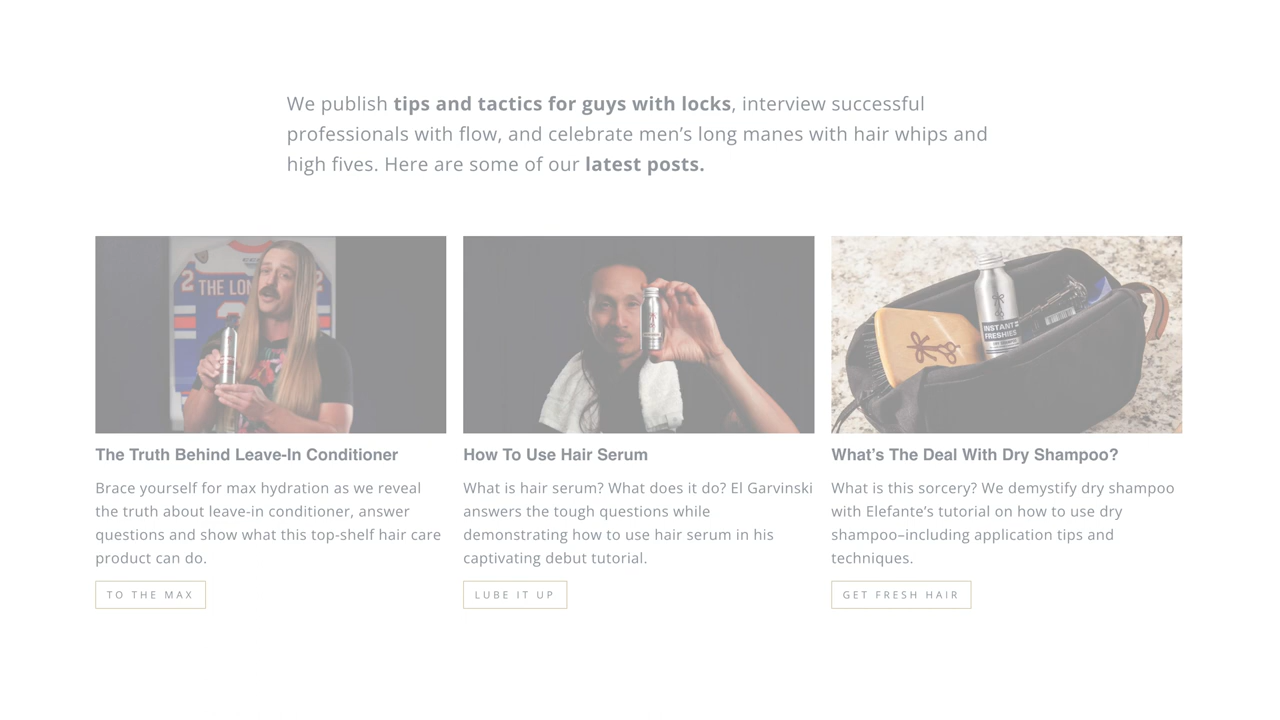 We publish tips and tactics for guys with locks, interview successful
professionals with flow, and celebrate men’s long manes with hair whips and
high fives. Here are some of our latest posts.
2 THE LON
INSTANT
FRESHIES
The Truth Behind Leave-In Conditioner
Brace yourself for max hydration as we reveal
the truth about leave-in conditioner, answer
questions and show what this top-shelf hair care
product can do.
TO THE MAX
How To Use Hair Serum
What is hair serum? What does it do? El Garvinski
answers the tough questions while
demonstrating how to use hair serum in his
captivating debut tutorial.
LUBE IT UP
What’s The Deal With Dry Shampoo?
What is this sorcery? We demystify dry shampoo
with Elefante’s tutorial on how to use dry
shampoo–including application tips and
techniques.
GET FRESH HAIR